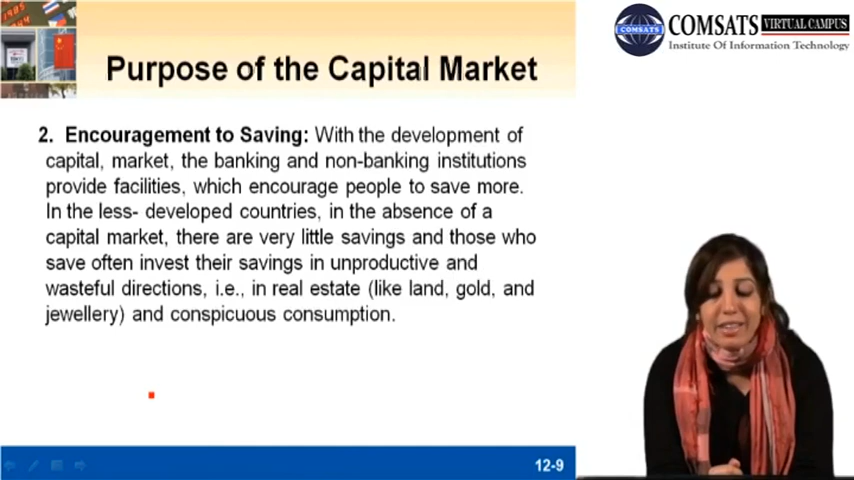 COMSATS VIRTUAL CAMPUS
Institute Of Information Technology
COMSATS
Purpose of the Capital Market
2. Encouragement to Saving: With the development of
capital, market, the banking and non-banking institutions
provide facilities, which encourage people to save more.
In the less- developed countries, in the absence of a
capital market, there are very little savings and those who
save often invest their savings in unproductive and
wasteful directions, i.e., in real estate (like land, gold, and
jewellery) and conspicuous consumption.
12-9